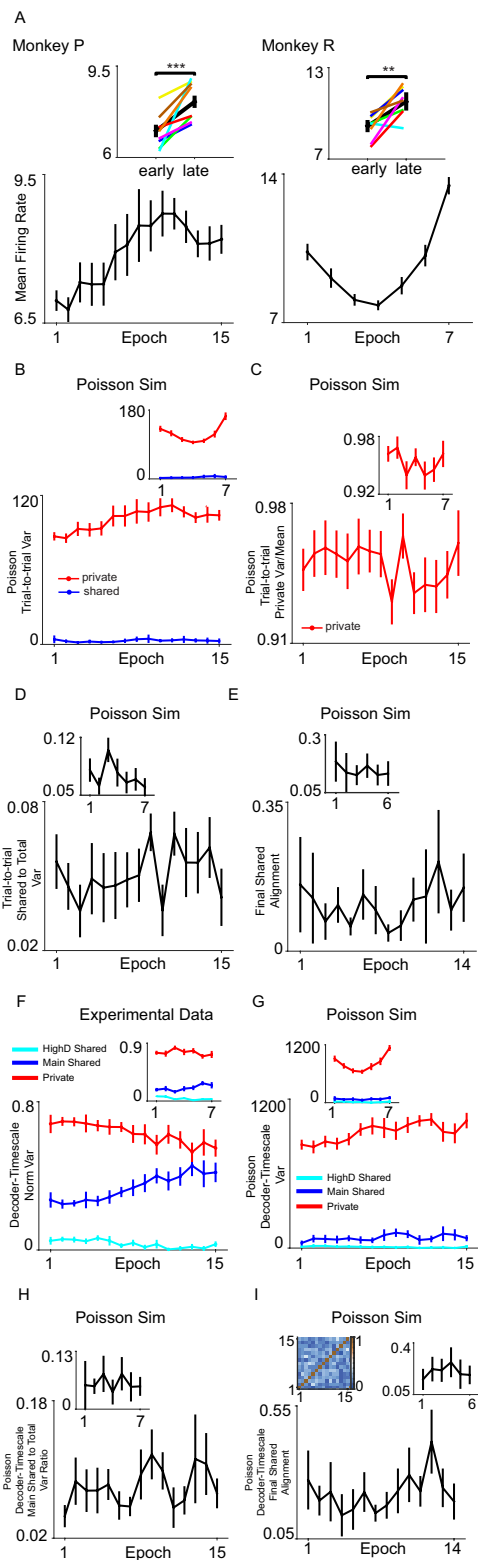 A
Monkey P
Monkey R
9.5
***
6
early late
13
**
7
early late
9.5
Mean Firing Rate
6.5
1
Epoch
15
14
7
1
Epoch
7
B
Poisson Sim
180
0
1
7
120
Poisson
Trial-to-trial Var
private
shared
0
1
Epoch
15
C
Poisson Sim
0.98
0.92
1
7
0.98
Poisson
Trial-to-trial
Private Var/Mean
private
0.91
1
Epoch
15
D
Poisson Sim
0.12
0.05
1
7
0.08
Trial-to-trial
Shared to Total
Var
0.02
1
Epoch
15
E
Poisson Sim
0.3
0
1
6
0.35
Final Shared
Alignment
0
1
Epoch
14
F
Experimental Data
HighD Shared
Main Shared
Private
0.9
0
1
7
0.8
Decoder-Timescale
Norm Var
0
1
Epoch
15
G
Poisson Sim
1200
0
1
7
1200
Poisson
Decoder-Timescale
Var
HighD Shared
Main Shared
Private
0
1
Epoch
15
H
Poisson Sim
0.13
0
1
7
0.18
Poisson
Decoder-Timescale
Main Shared to Total
Var Ratio
0.02
1
Epoch
15
I
Poisson Sim
15
1
1
15
1
0
0.4
0.05
1
6
0.55
Poisson
Decoder-Timescale
Final Shared
Alignment
0.05
1
Epoch
14